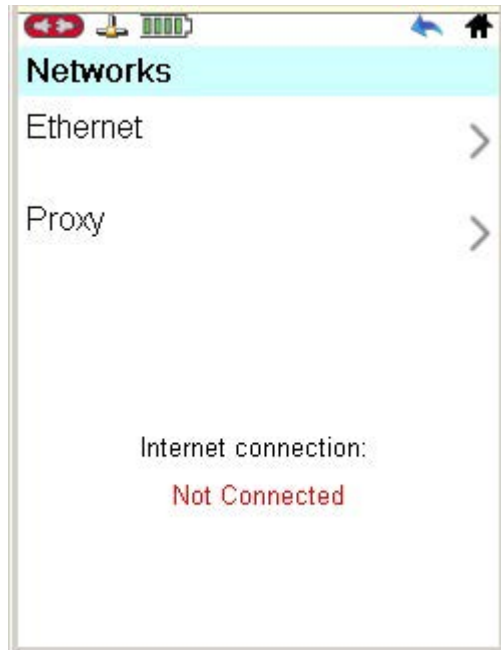 Networks
Ethernet
Proxy
Internet connection:
Not Connected